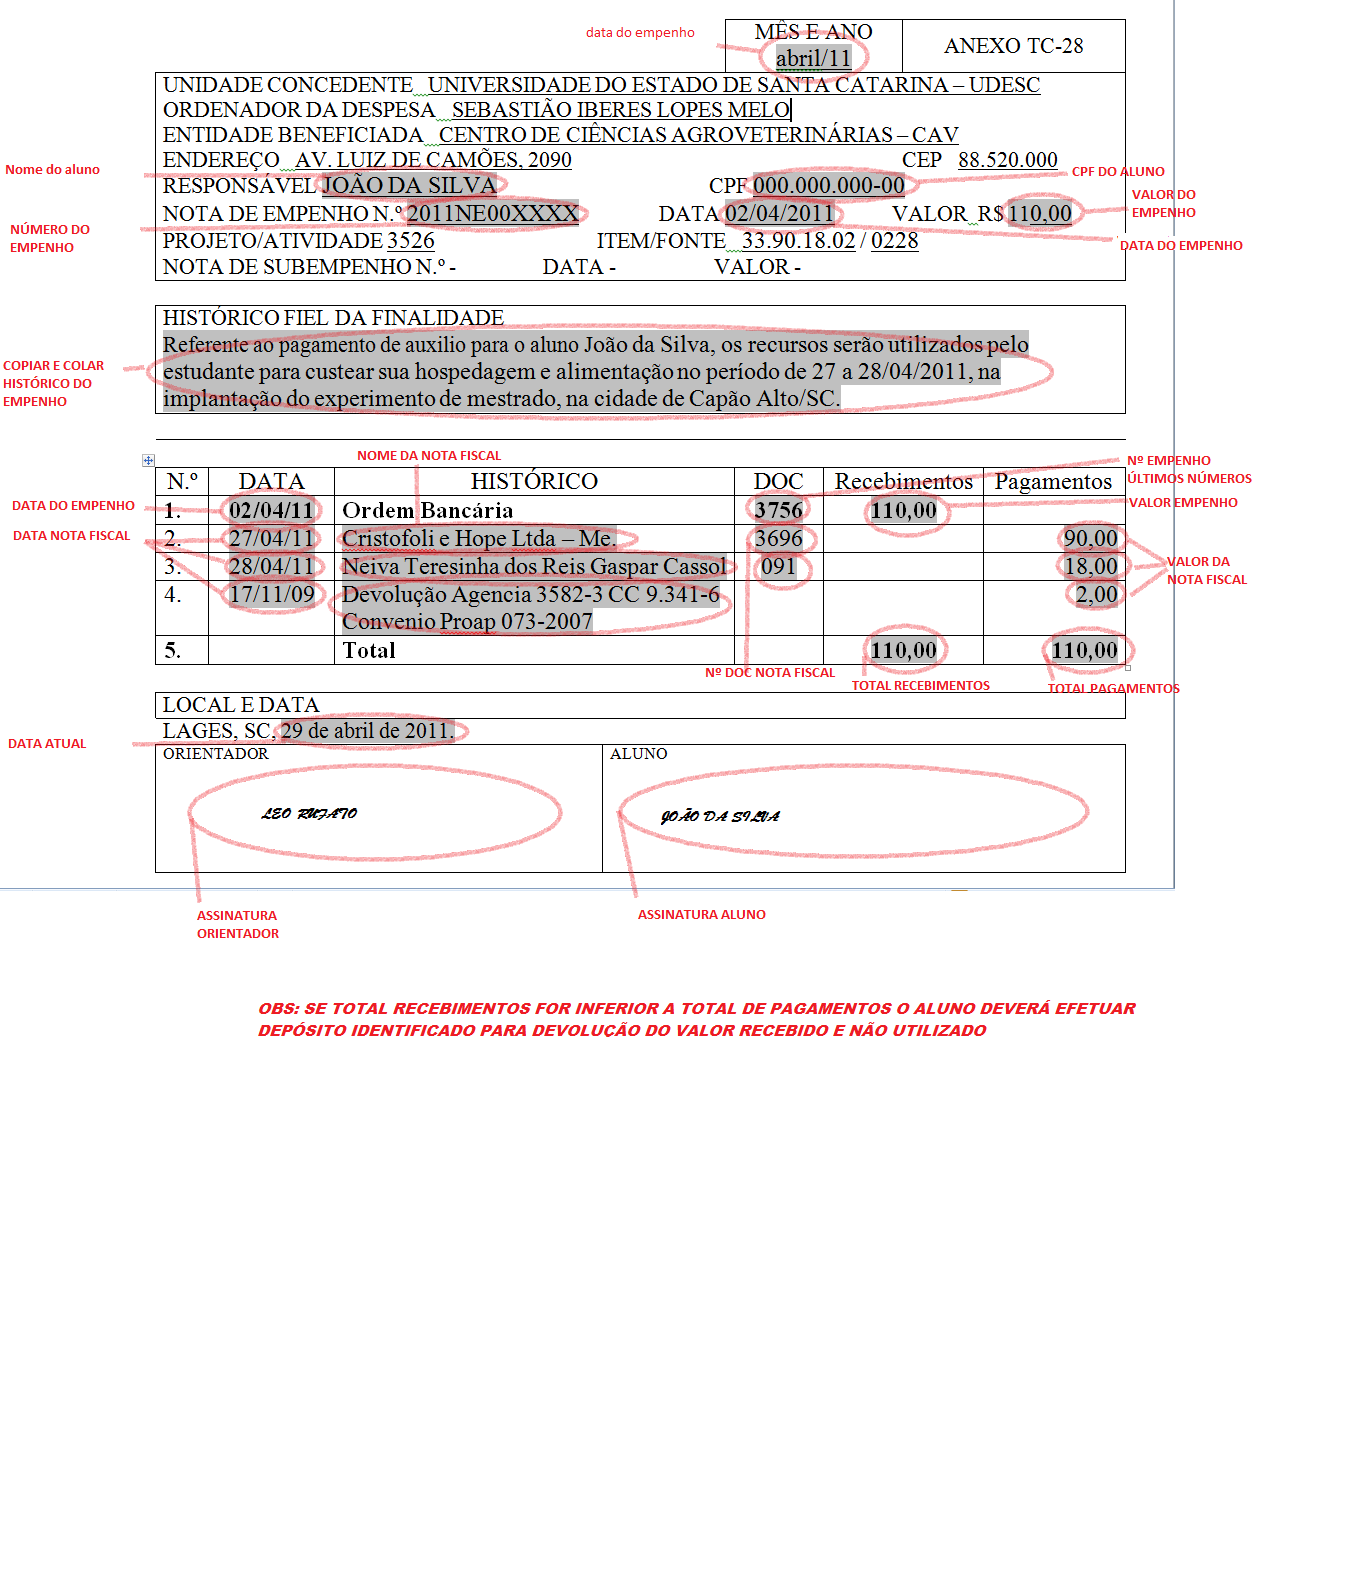 data do empenho
MÊS E ANO
abril/11
ANEXO TC-28
UNIDADE CONCEDENTE UNIVERSIDADE DO ESTADO DE SANTA CATARINA – UDESC
ORDENADOR DA DESPESA SEBASTIÃO IBERES LOPES MELO
ENTIDADE BENEFICIADA CENTRO DE CIÊNCIAS AGROVETERINÁRIAS – CAV
ENDEREÇO AV. LUIZ DE CAMÕES, 2090 CEP 88.520.000
Nome do aluno
RESPONSÁVEL JOÃO DA SILVA CPF 000.000.000-00
CPF DO ALUNO
NOTA DE EMPENHO N.º 2011NE00XXXX DATA 02/04/2011 VALOR R$ 110,00
VALOR DO
EMPENHO
NÚMERO DO
EMPENHO
PROJETO/ATIVIDADE 3526 ITEM/FONTE 33.90.18.02 / 0228
DATA DO EMPENHO
NOTA DE SUBEMPENHO N.º - DATA - VALOR -
HISTÓRICO FIEL DA FINALIDADE
Referente ao pagamento de auxilio para o aluno João da Silva, os recursos serão utilizados pelo
estudante para custear sua hospedagem e alimentação no período de 27 a 28/04/2011, na
implantação do experimento de mestrado, na cidade de Capão Alto/SC.
COPIAR E COLAR
HISTÓRICO DO
EMPENHO
NOME DA NOTA FISCAL
Nº EMPENHO
ÚLTIMOS NÚMEROS
N.º DATA HISTÓRICO DOC Recebimentos Pagamentos
DATA DO EMPENHO
1. 02/04/11 Ordem Bancária 3756 110,00
VALOR EMPENHO
DATA NOTA FISCAL
2. 27/04/11 Cristofoli e Hope Ltda – Me. 3696 90,00
3. 28/04/11 Neiva Teresinha dos Reis Gaspar Cassol 091 18,00
VALOR DA
NOTA FISCAL
4. 17/11/09 Devolução Agencia 3582-3 CC 9.341-6 2,00
Convenio Proap 073-2007
5. Total 110,00 110,00
Nº DOC NOTA FISCAL
TOTAL RECEBIMENTOS
TOTAL PAGAMENTOS
LOCAL E DATA
LAGES, SC, 29 de abril de 2011.
DATA ATUAL
ORIENTADOR ALUNO
LEO RUFATO JOÃO DA SILVA
ASSINATURA
ORIENTADOR
ASSINATURA ALUNO
OBS: SE TOTAL RECEBIMENTOS FOR INFERIOR A TOTAL DE PAGAMENTOS O ALUNO DEVERÁ EFETUAR
DEPÓSITO IDENTIFICADO PARA DEVOLUÇÃO DO VALOR RECEBIDO E NÃO UTILIZADO